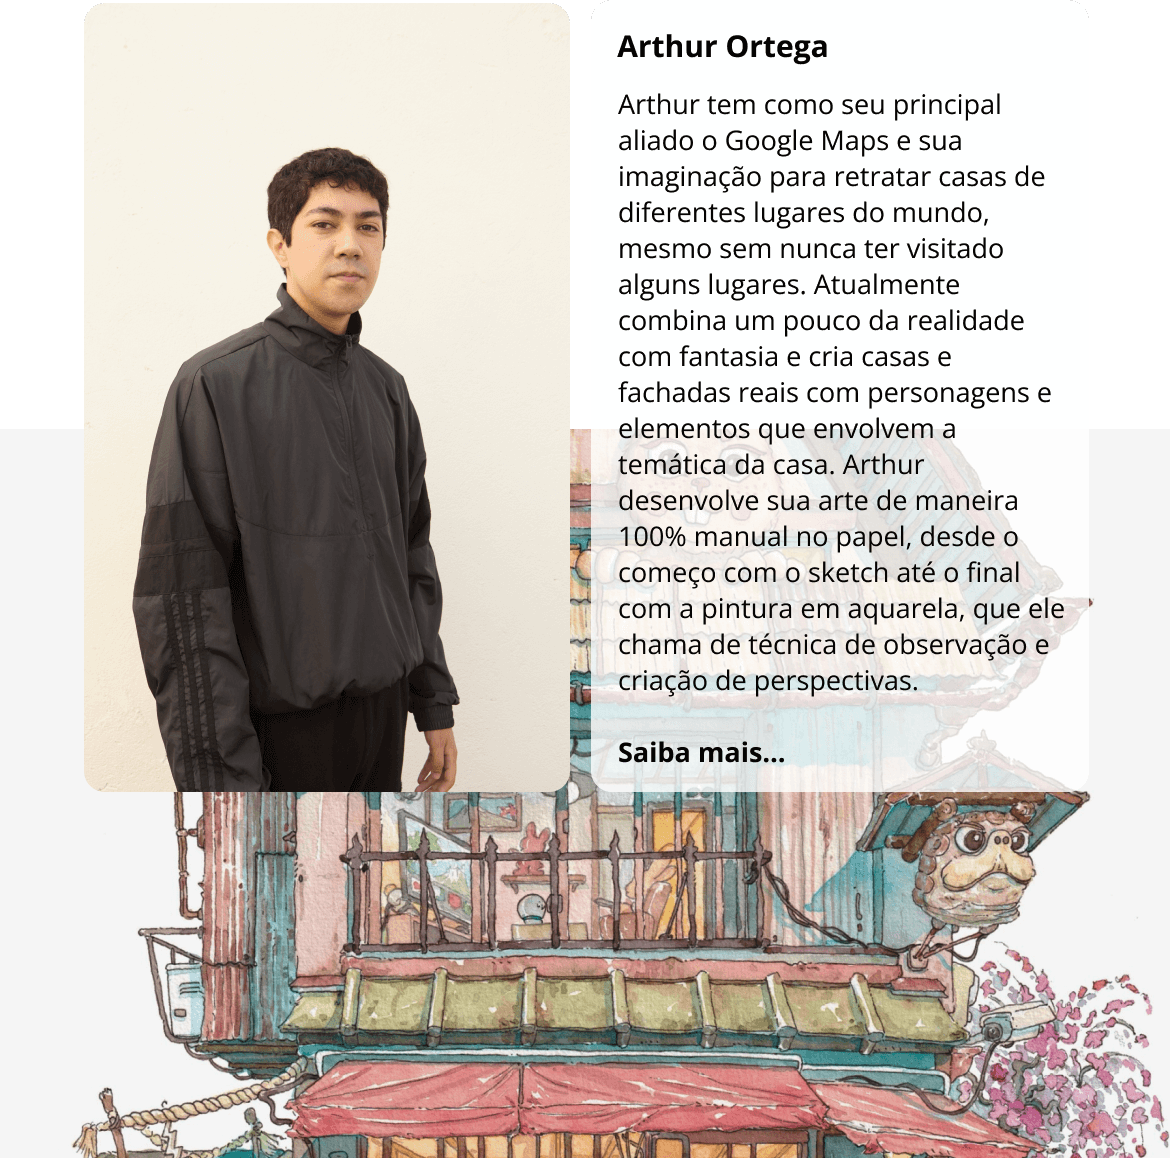 Arthur Ortega
Arthur tem como seu principal
aliado o Google Maps e sua
imaginação para retratar casas de
diferentes lugares do mundo,
mesmo sem nunca ter visitado
alguns lugares. Atualmente
combina um pouco da realidade
com fantasia e cria casas e
fachadas reais com personagens e
elementos que envolvem a
temática da casa. Arthur
desenvolve sua arte de maneira
100% manual no papel, desde o
começo com o sketch até o final
com a pintura em aquarela, que ele
chama de técnica de observação e
criação de perspectivas.
Saiba mais...